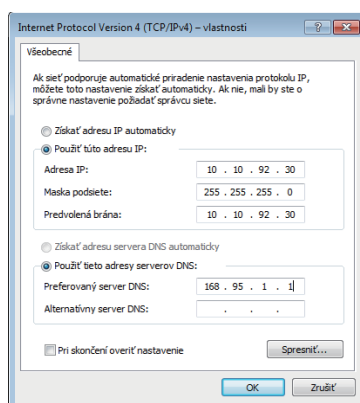 Internet Protocol Version 4 (TCP/IPv4) – vlastnosti
Všeobecné
Ak sieť podporuje automatické priradenie nastavenia protokolu IP,
môžete toto nastavenie získať automaticky. Ak nie, mali by ste o
správne nastavenie požiadať správcu siete.
Získať adresu IP automaticky
Použiť túto adresu IP:
Adresa IP: 10 . 10 . 92 . 30
Maska podsiete: 255 . 255 . 255 . 0
Predvolená brána: 10 . 10 . 92 . 30
Získať adresu servera DNS automaticky
Použiť tieto adresy serverov DNS:
Preferovaný server DNS: 168 . 95 . 1 . 1
Alternatívny server DNS: . . .
Pri skončení overiť nastavenie
Spresniť...
OK Zrušiť